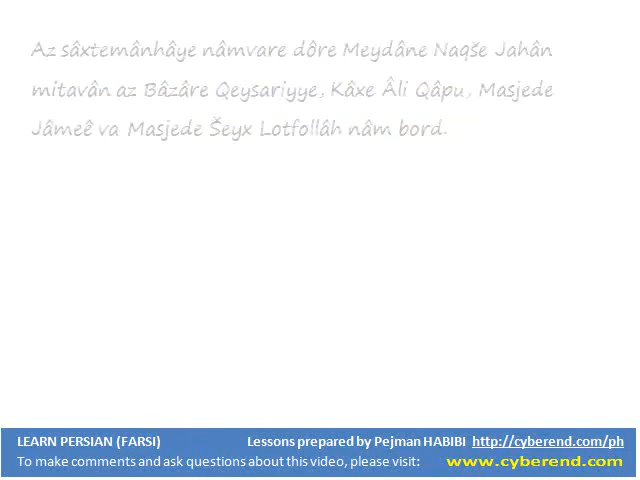 Az sâxtemânhâye nâmvare dôre Meydâne Naqše Jahân
mitavân az Bâzâre Qeysariyye, Kâxe Âli Qâpu, Masjede
Jâmeê va Masjede Šeyx Lotfollâh nâm bord.
LEARN PERSIAN (FARSI) Lessons prepared by Pejman HABIBI http://cyberend.com/ph
To make comments and ask questions about this video, please visit: www.cyberend.com